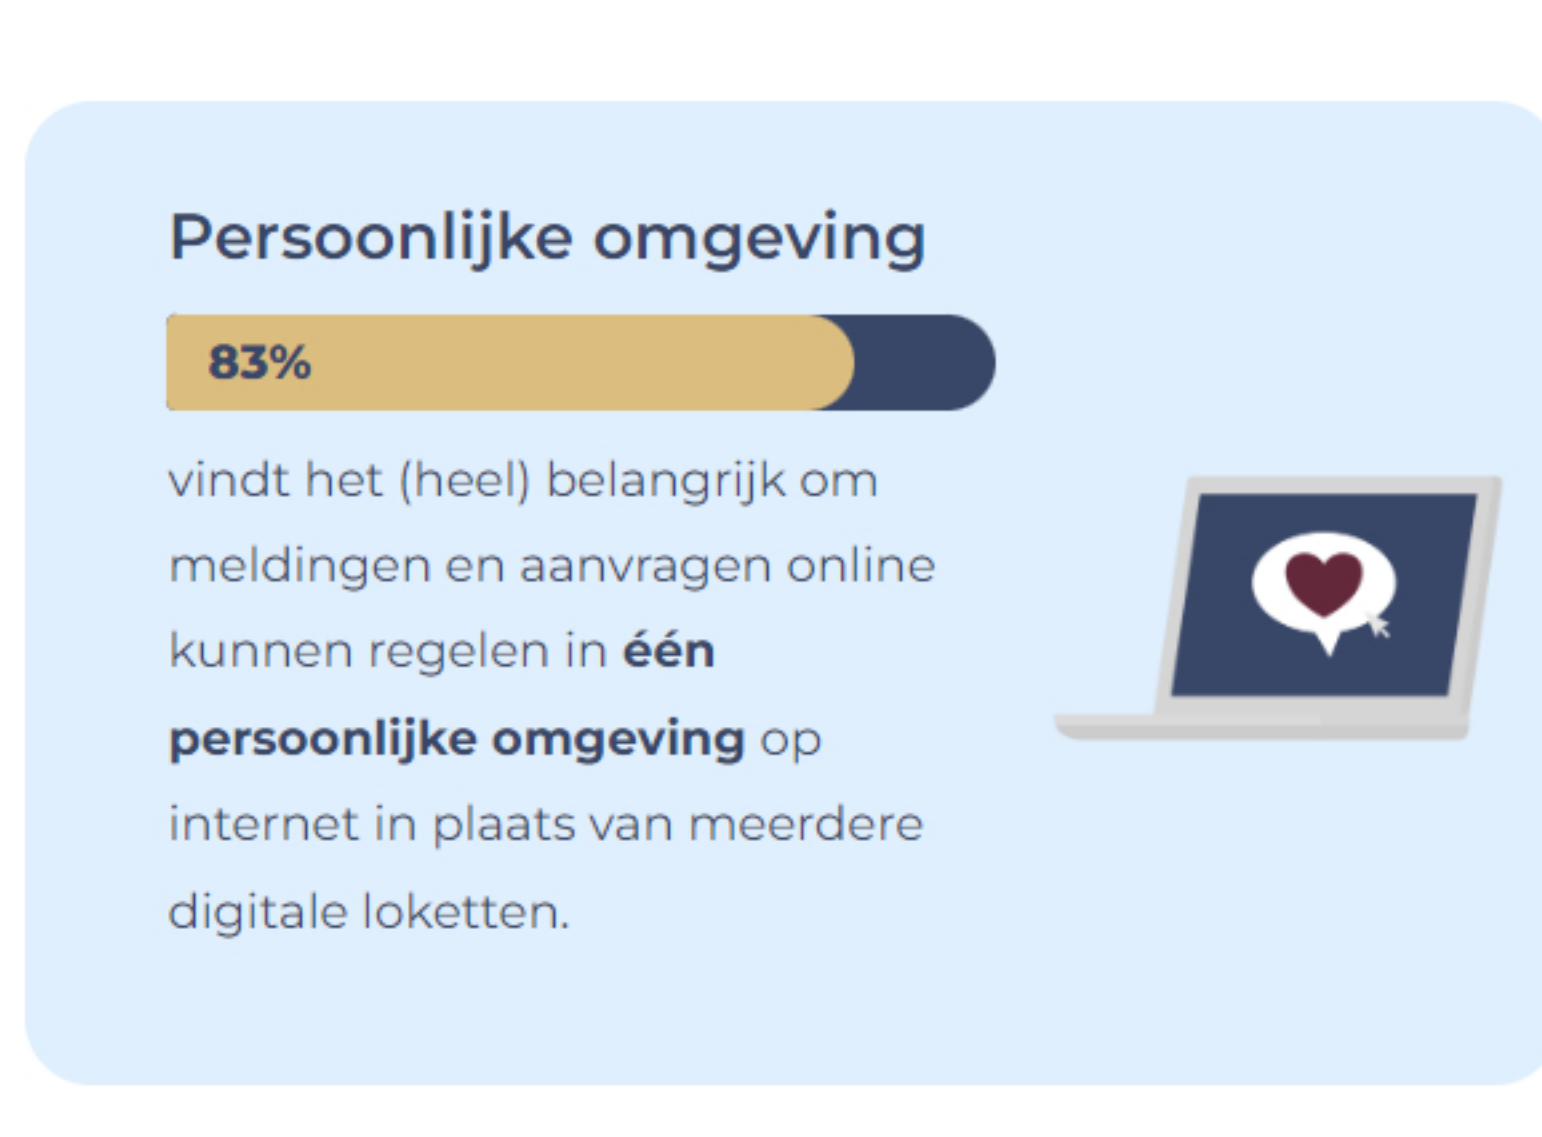 Persoonlijke omgeving
83%
vindt het (heel) belangrijk om
meldingen en aanvragen online
kunnen regelen in één
persoonlijke omgeving op
internet in plaats van meerdere
digitale loketten.